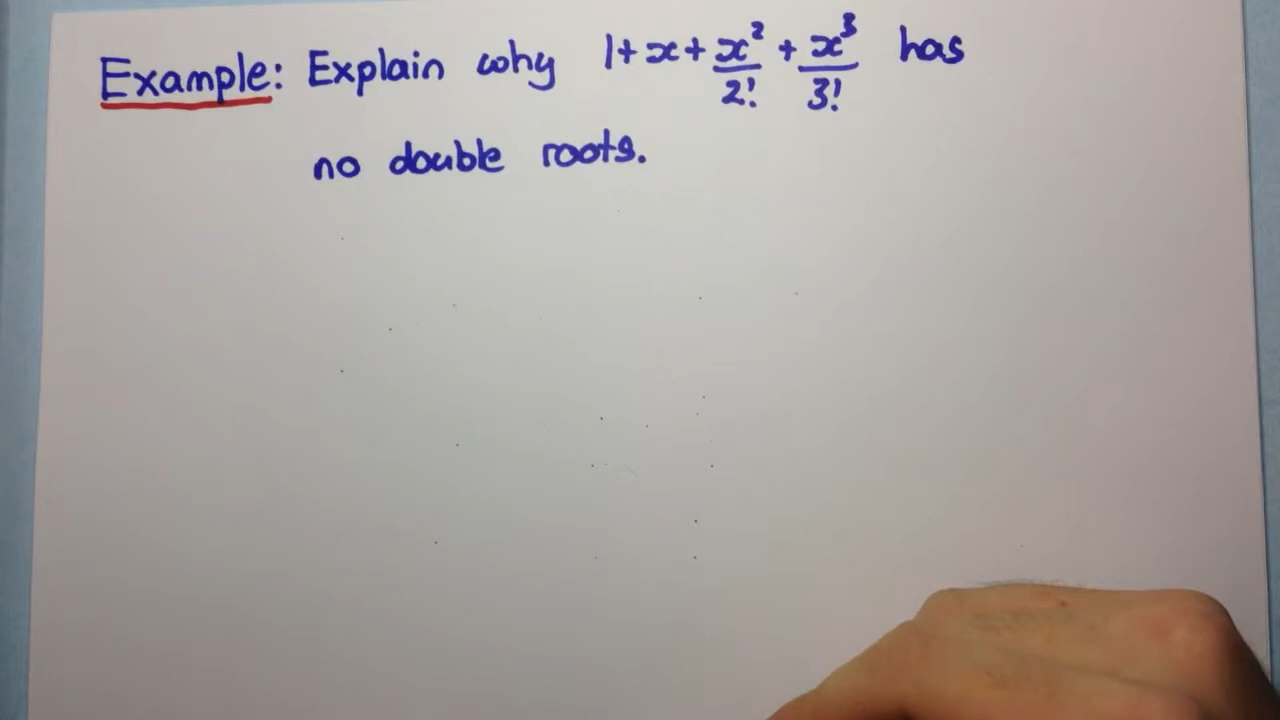 Example: Explain why 1+x+x²/2!+x³/3! has
no double roots.